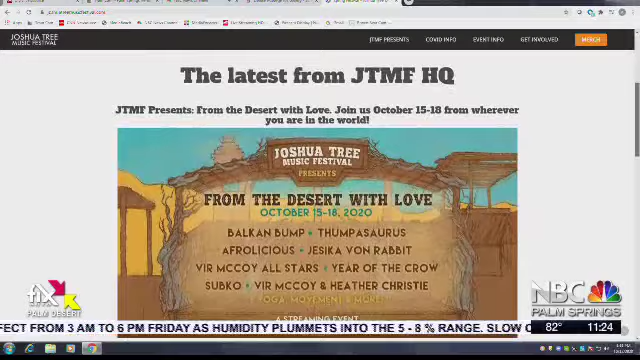 joshuatreemusicfestival.com
JOSHUA TREE
MUSIC FESTIVAL
JTMF PRESENTS
COVID INFO
EVENT INFO
GET INVOLVED
MERCH
The latest from JTMF HQ
JTMF Presents: From the Desert with Love. Join us October 15-18 from wherever
you are in the world!
JOSHUA TREE
MUSIC FESTIVAL
PRESENTS
FROM THE DESERT WITH LOVE
OCTOBER 15-18, 2020
BALKAN BUMP • THUMPASAURUS
AFROLICIOUS • JESIKA VON RABBIT
VIR MCCOY ALL STARS • YEAR OF THE CROW
SUBKO • VIR MCCOY & HEATHER CHRISTIE
YOGA, MOVEMENT & MORE
A STREAMING EVENT
PALM DESERT
NBC
PALM SPRINGS
FECT FROM 3 AM TO 6 PM FRIDAY AS HUMIDITY PLUMMETS INTO THE 5 - 8 % RANGE. SLOW
82° 11:24